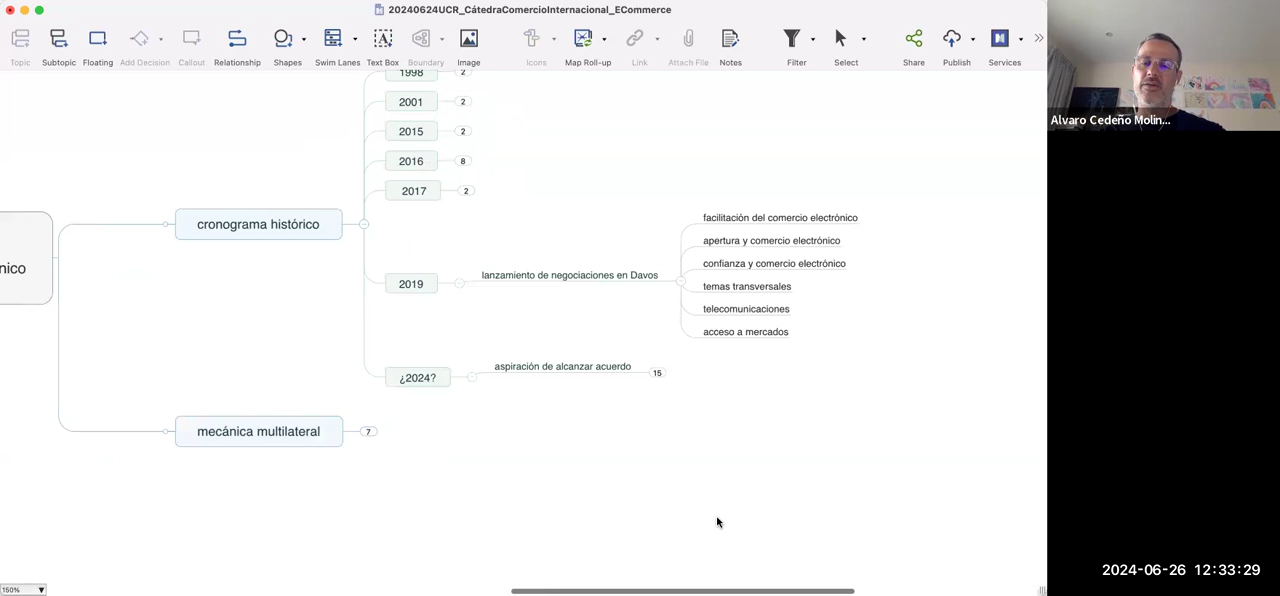 20240624UCR_CátedraComercioInternacional_ECommerce
Topic
Subtopic
Floating
Add Decision
Callout
Relationship
Shapes
Swim Lanes
Text Box
Boundary
Image
Icons
Map Roll-up
Link
Attach File
Notes
Filter
Select
Share
Publish
Services
Alvaro Cedeño Molin...
1998
2
2001
2
2015
2
2016
8
2017
2
cronograma histórico
nico
2019
lanzamiento de negociaciones en Davos
facilitación del comercio electrónico
apertura y comercio electrónico
confianza y comercio electrónico
temas transversales
telecomunicaciones
acceso a mercados
¿2024?
aspiración de alcanzar acuerdo
15
mecánica multilateral
7
150%
2024-06-26 12:33:29